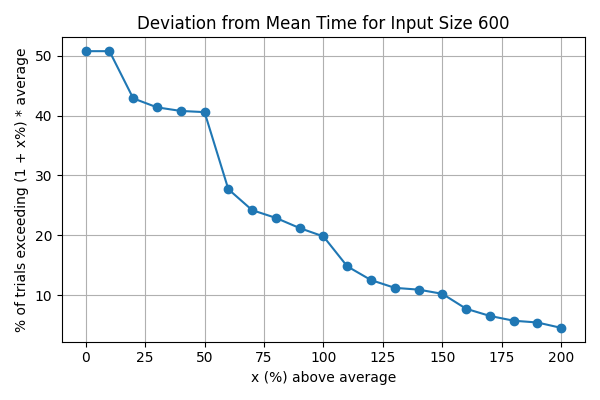 Deviation from Mean Time for Input Size 600
% of trials exceeding (1 + x%) * average
50
40
30
20
10
0 25 50 75 100 125 150 175 200
x (%) above average